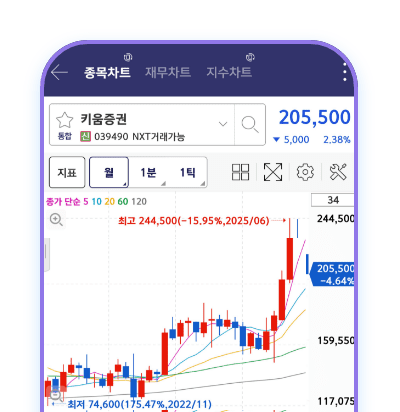 종목차트 재무차트 지수차트
키움증권
통합 신 039490 NXT거래가능
205,500
▼ 5,000 2.38%
지표 월 1분 1틱
종가 단순 5 10 20 60 120
34
최고 244,500(-15.95%,2025/06)
244,500
205,500
-4.64%
159,550
117,075
최저 74,600(175.47%,2022/11)